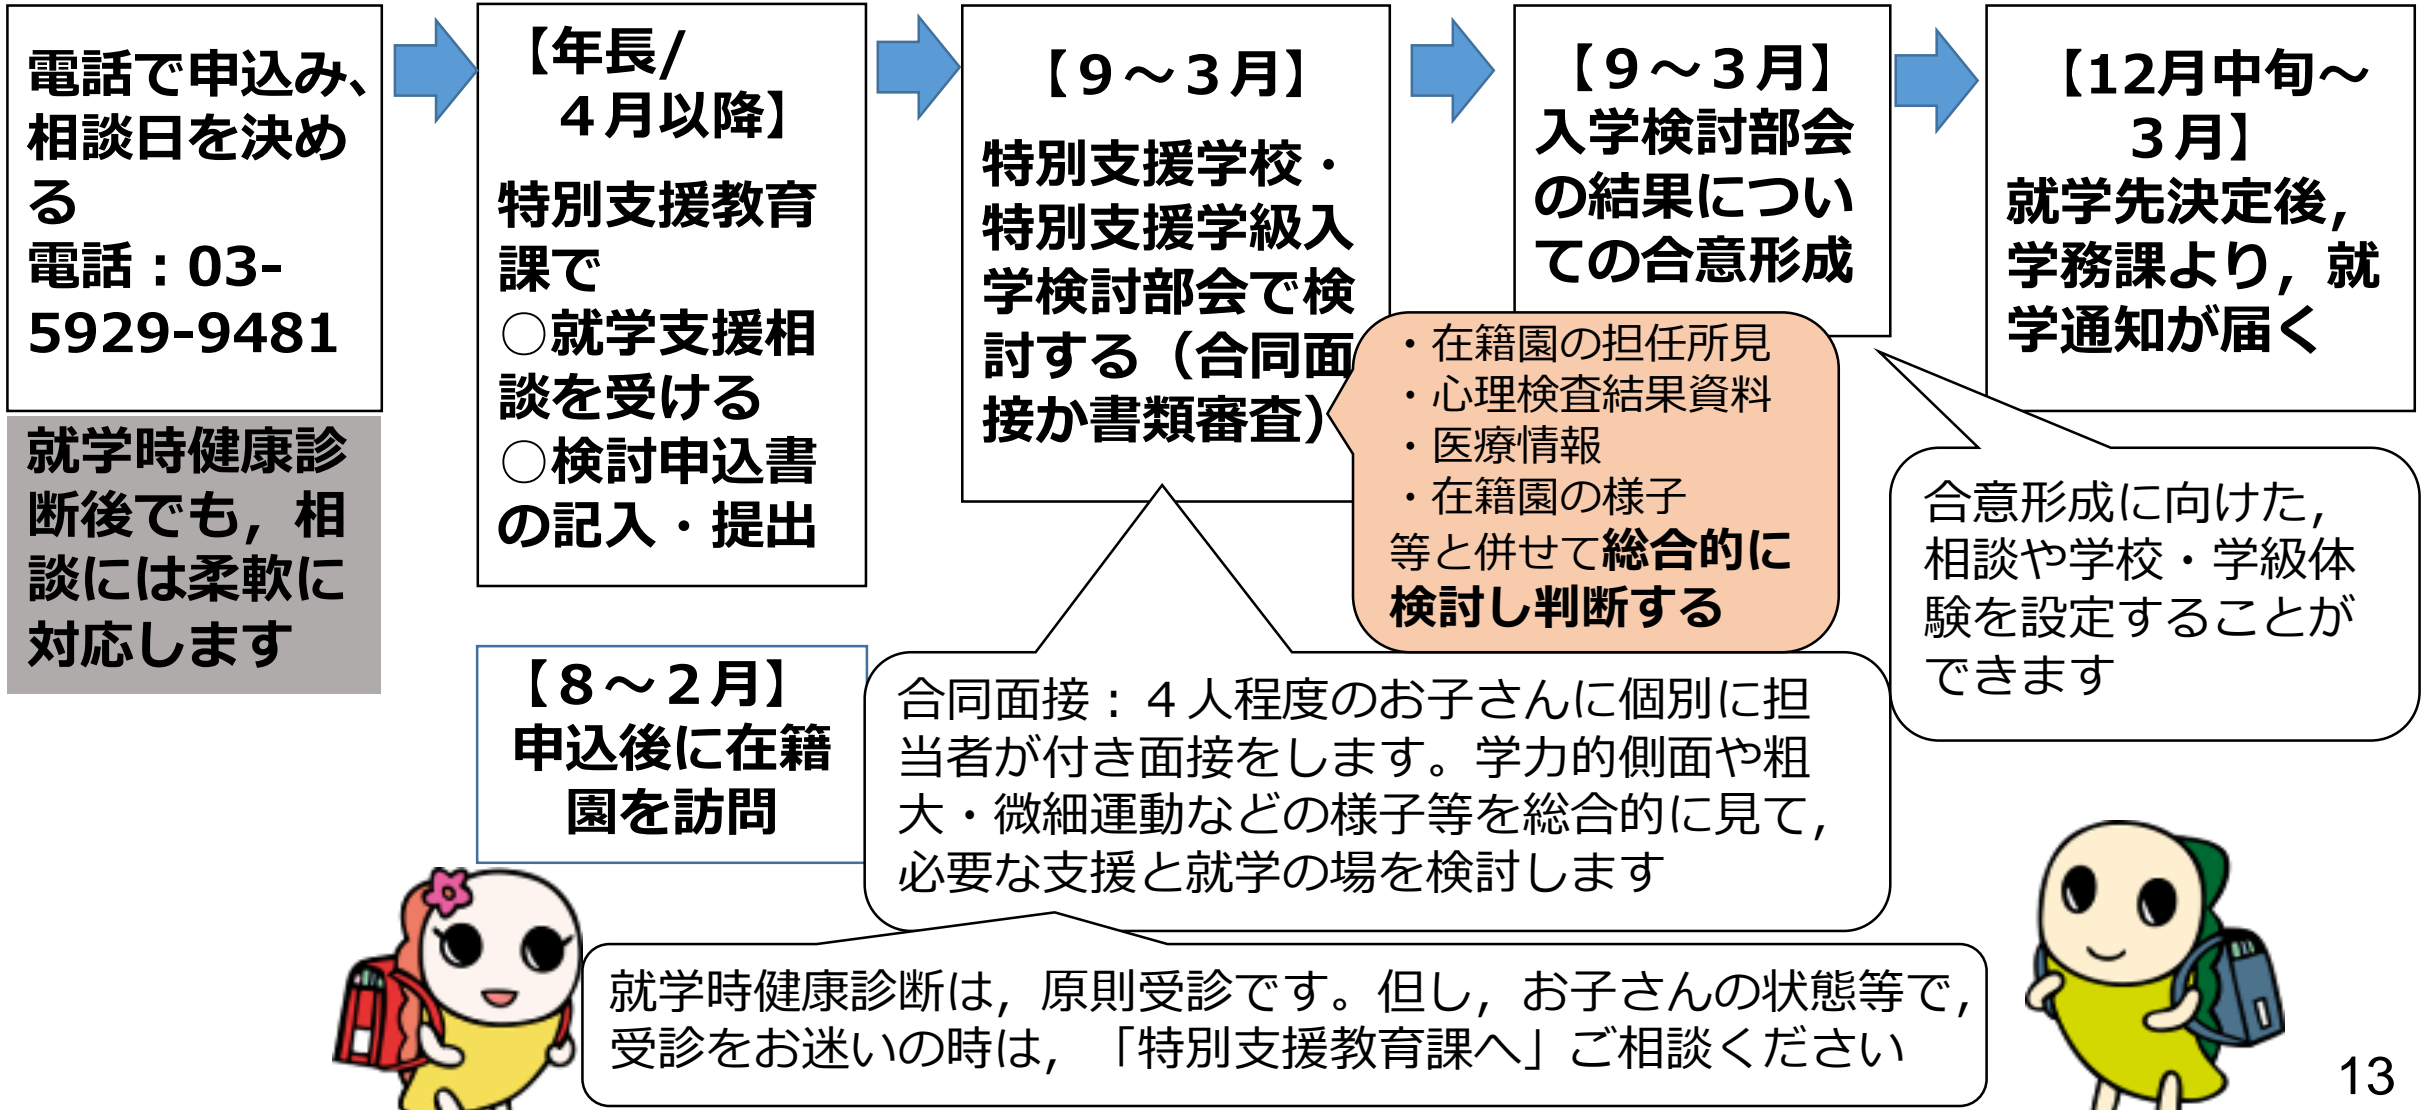 電話で申込み、
相談日を決め
る
電話：03-
5929-9481
就学時健康診
断後でも，相
談には柔軟に
対応します
【年長/
４月以降】
特別支援教育
課で
○就学支援相
談を受ける
○検討申込書
の記入・提出
【８～２月】
申込後に在籍
園を訪問
【９～３月】
特別支援学校・
特別支援学級入
学検討部会で検
討する（合同面
接か書類審査）
・在籍園の担任所見
・心理検査結果資料
・医療情報
・在籍園の様子
等と併せて総合的に
検討し判断する
合同面接：４人程度のお子さんに個別に担
当者が付き面接をします。学力的側面や粗
大・微細運動などの様子等を総合的に見て，
必要な支援と就学の場を検討します
【９～３月】
入学検討部会
の結果につい
ての合意形成
合意形成に向けた，
相談や学校・学級体
験を設定することが
できます
【12月中旬～
３月】
就学先決定後，
学務課より，就
学通知が届く
就学時健康診断は，原則受診です。但し，お子さんの状態等で，
受診をお迷いの時は，「特別支援教育課へ」ご相談ください
13